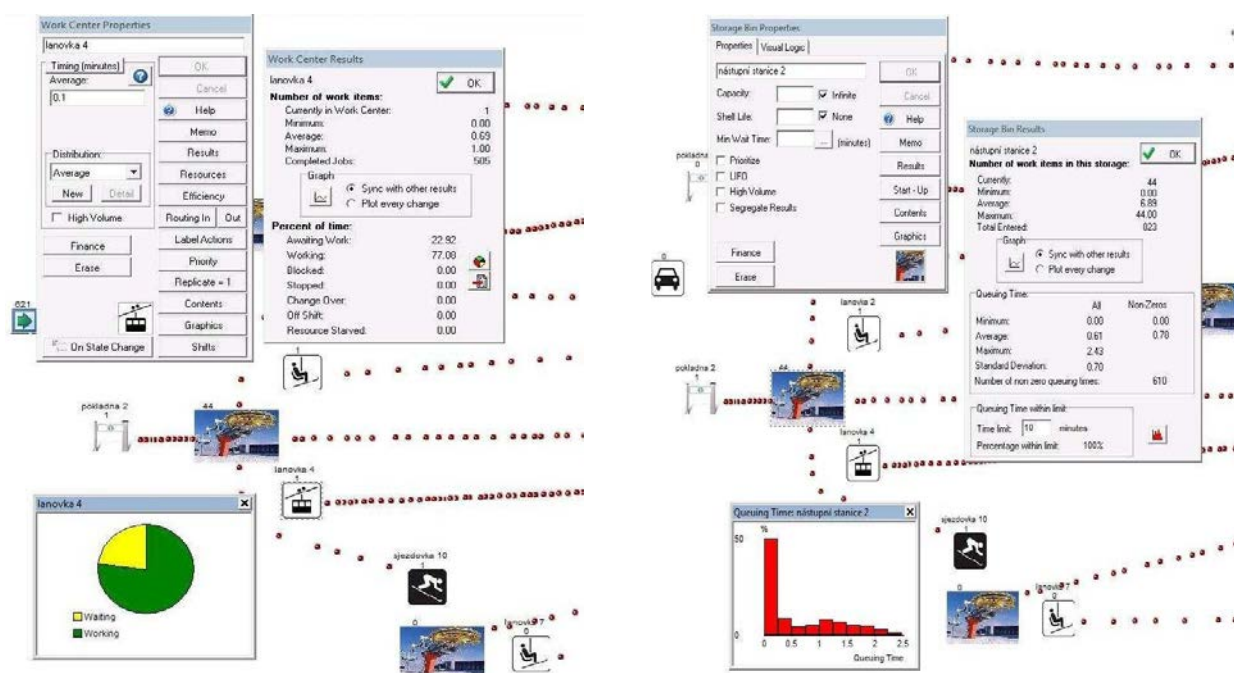 Work Center Properties
lanovka 4
Timing (minutes)
Average:
0.1
Distribution:
Average
New
Detail
High Volume
Finance
Erase
On State Change
OK
Cancel
Help
Memo
Results
Resources
Efficiency
Routing In
Out
Label Actions
Priority
Replicate = 1
Contents
Graphics
Shifts
Work Center Results
lanovka 4
OK
Number of work items:
Currently in Work Center: 1
Minimum: 0.00
Average: 0.69
Maximum: 1.00
Completed Jobs: 505
Graph
Sync with other results
Plot every change
Percent of time:
Awaiting Work: 22.92
Working: 77.08
Blocked: 0.00
Stopped: 0.00
Change Over: 0.00
Off Shift: 0.00
Resource Starved: 0.00
621
1
pokladna 2
1
44
lanovka 4
1
sjezdovka 10
1
0
lanovka 7
0
lanovka 4
Waiting
Working
Storage Bin Properties
Properties
Visual Logic
nástupní stanice 2
Capacity:
Infinite
Shelf Life:
None
Min Wait Time:
... (minutes)
Prioritize
LIFO
High Volume
Segregate Results
Finance
Erase
OK
Cancel
Help
Memo
Results
Start - Up
Contents
Graphics
Storage Bin Results
nástupní stanice 2
OK
Number of work items in this storage:
Currently: 44
Minimum: 0.00
Average: 6.89
Maximum: 44.00
Total Entered: 823
Graph
Sync with other results
Plot every change
Queuing Time:
All Non-Zeros
Minimum: 0.00 0.00
Average: 0.61 0.78
Maximum: 2.43
Standard Deviation: 0.70
Number of non zero queuing times: 610
Queuing Time within limit:
Time limit: 10 minutes
Percentage within limit: 100%
pokladna
0
0
lanovka 2
1
pokladna 2
1
44
lanovka 4
1
sjezdovka 10
1
0
lanovka 7
0
Queuing Time: nástupní stanice 2
%
50
0
0 0.5 1 1.5 2 2.5
Queuing Time